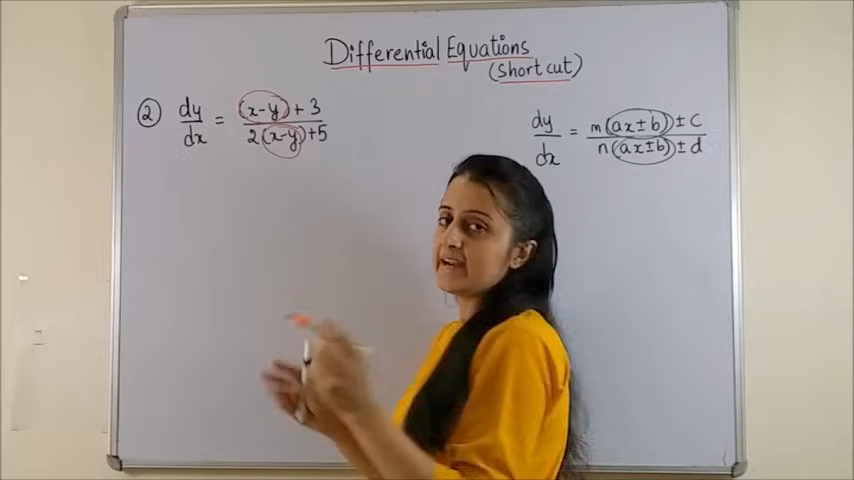 Differential Equations
(Short cut)
② dy/dx = (x-y) + 3 / 2(x-y) + 5
dy/dx = m(ax±b) ± c / n(ax±b) ± d